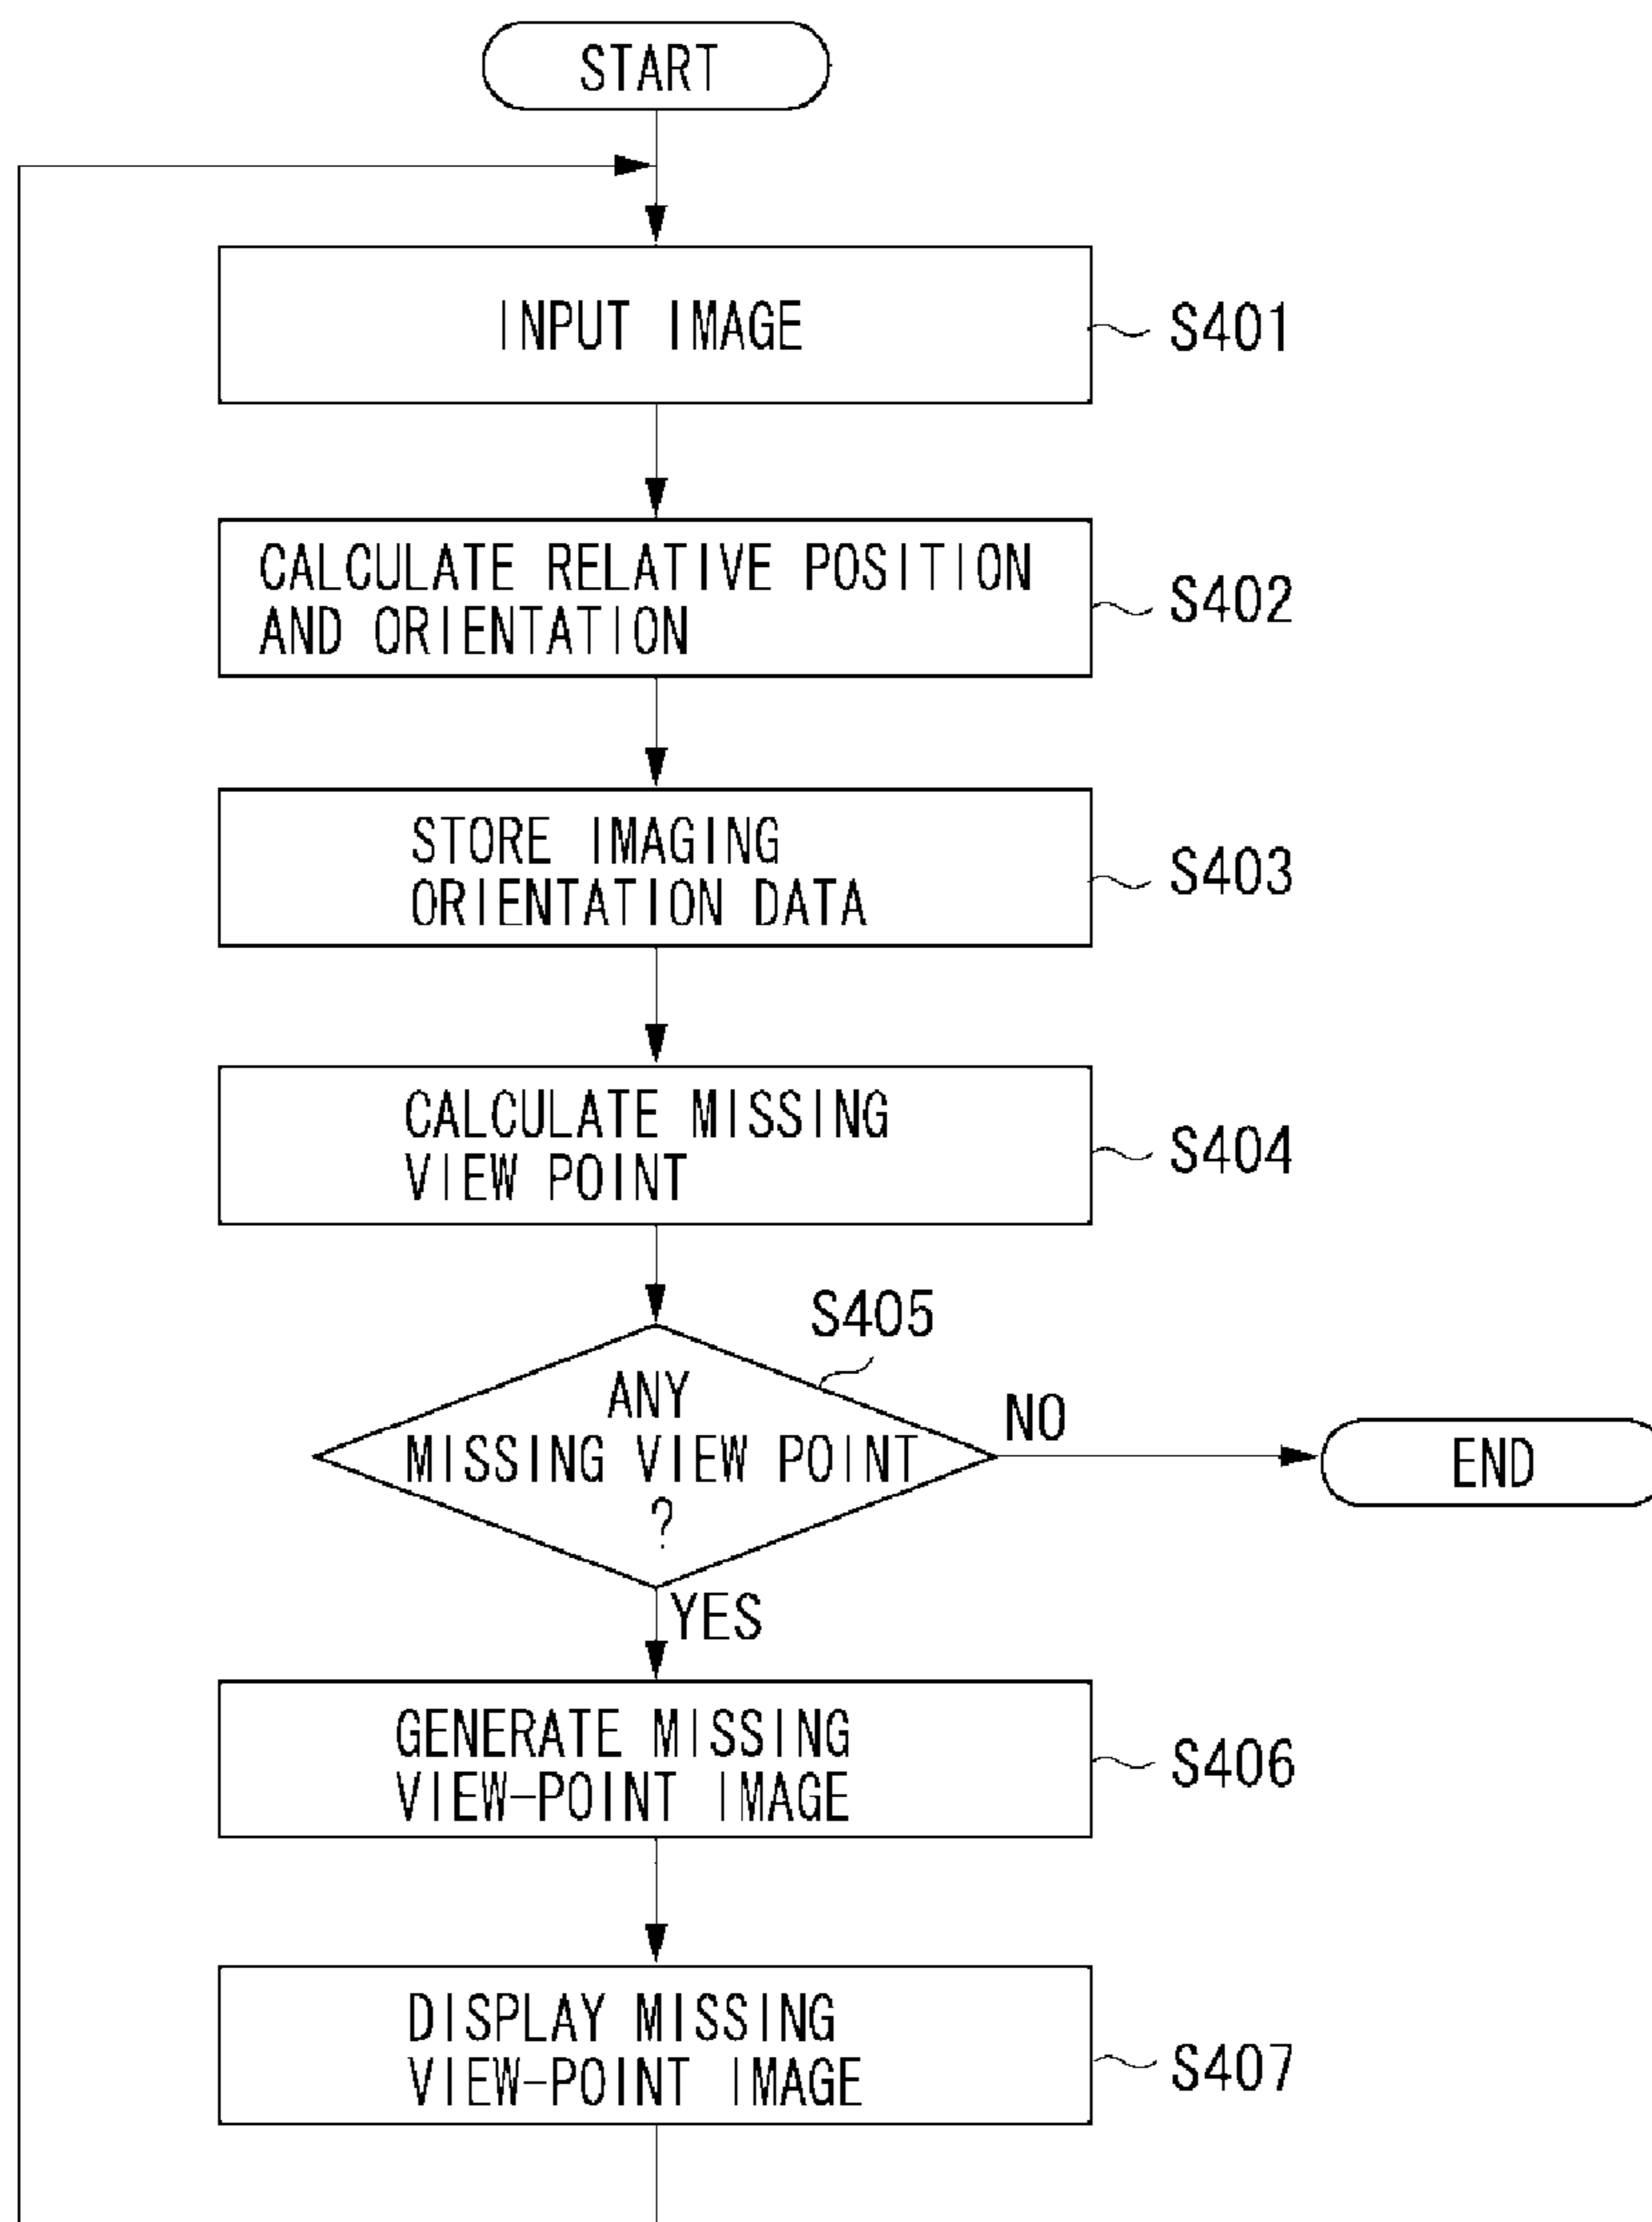 START
INPUT IMAGE
S401
CALCULATE RELATIVE POSITION
AND ORIENTATION
S402
STORE IMAGING
ORIENTATION DATA
S403
CALCULATE MISSING
VIEW POINT
S404
S405
ANY
MISSING VIEW POINT
?
NO
END
YES
GENERATE MISSING
VIEW-POINT IMAGE
S406
DISPLAY MISSING
VIEW-POINT IMAGE
S407